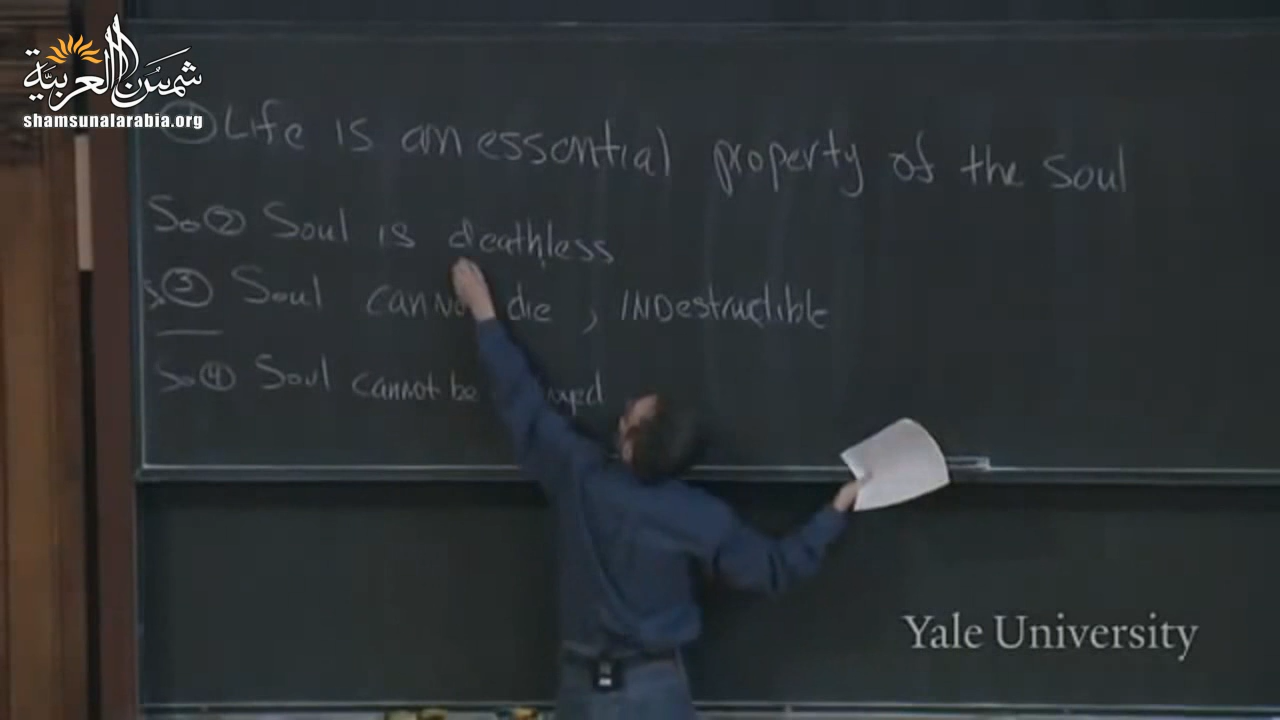 شمس العربية
shamsunalarabia.org
① Life is an essential property of the Soul
So ② Soul is deathless
So ③ Soul cannot die, INDestructible
So ④ Soul cannot be
Yale University